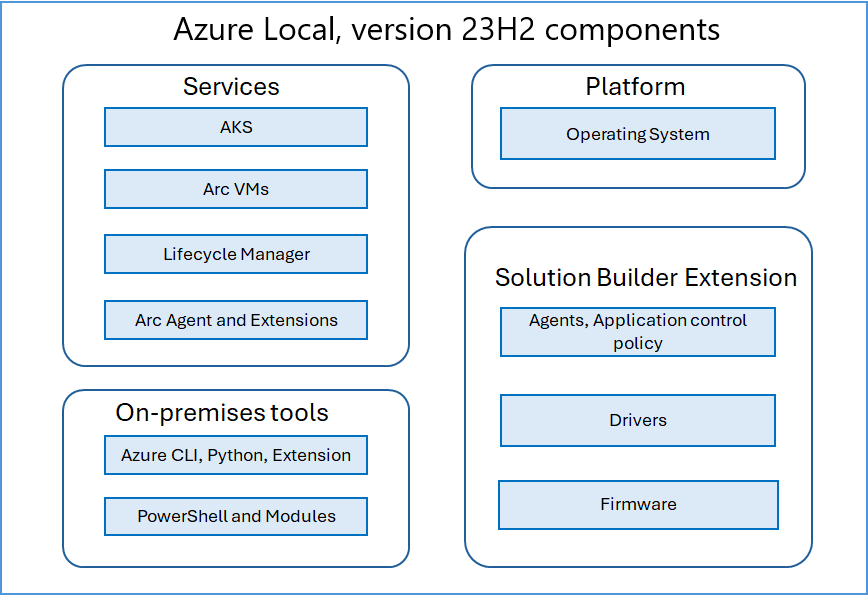 Azure Local, version 23H2 components
Services
AKS
Arc VMs
Lifecycle Manager
Arc Agent and Extensions
On-premises tools
Azure CLI, Python, Extension
PowerShell and Modules
Platform
Operating System
Solution Builder Extension
Agents, Application control
policy
Drivers
Firmware